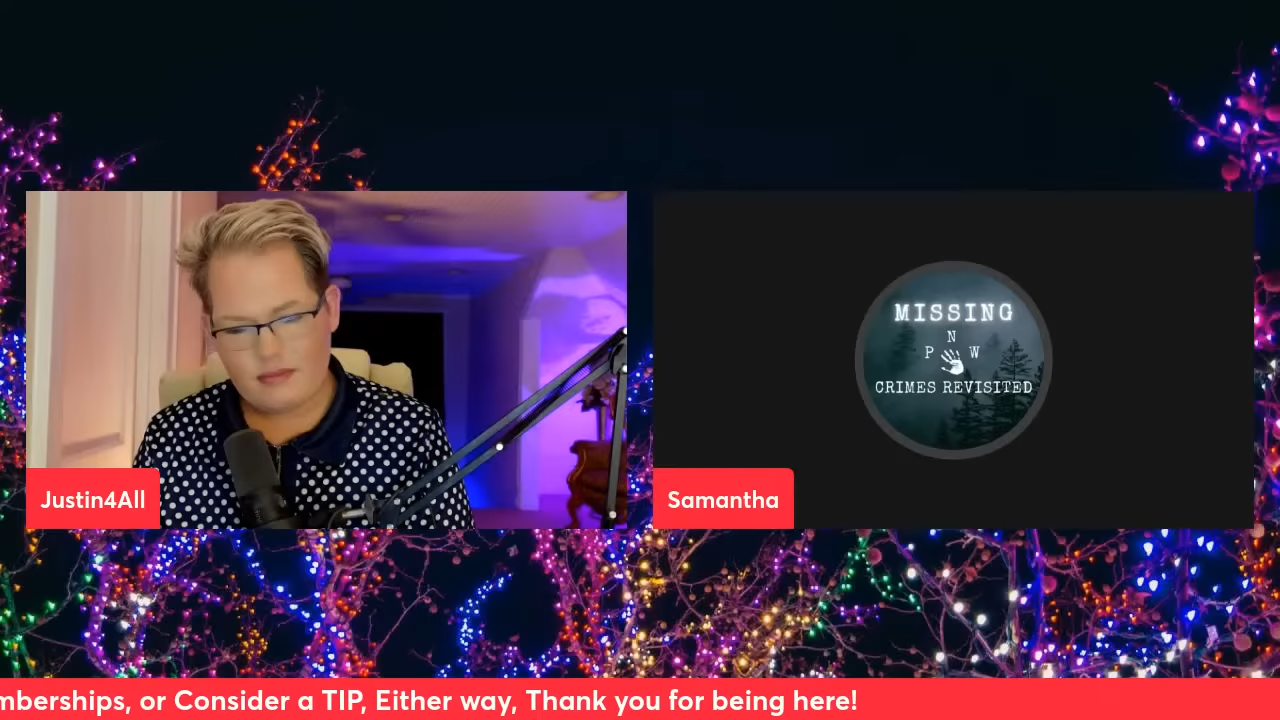 MISSING
N
P W
CRIMES REVISITED
Justin4All
Samantha
mberships, or Consider a TIP, Either way, Thank you for being here!